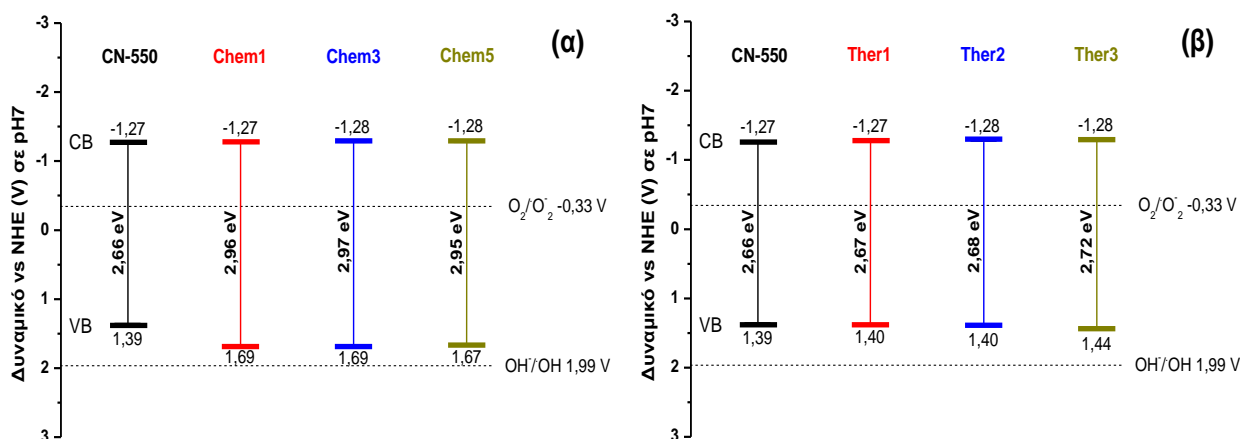 (α)
Δυναμικό vs NHE (V) σε pH7
-3
-2
-1
0
1
2
3
CN-550 Chem1 Chem3 Chem5
CB -1,27 -1,27 -1,28 -1,28
O₂/O⁻₂ -0,33 V
2,66 eV 2,96 eV 2,97 eV 2,95 eV
VB 1,39 1,69 1,69 1,67
OH⁻/OH 1,99 V
(β)
Δυναμικό vs NHE (V) σε pH7
-3
-2
-1
0
1
2
3
CN-550 Ther1 Ther2 Ther3
CB -1,27 -1,27 -1,28 -1,28
O₂/O⁻₂ -0,33 V
2,66 eV 2,67 eV 2,68 eV 2,72 eV
VB 1,39 1,40 1,40 1,44
OH⁻/OH 1,99 V